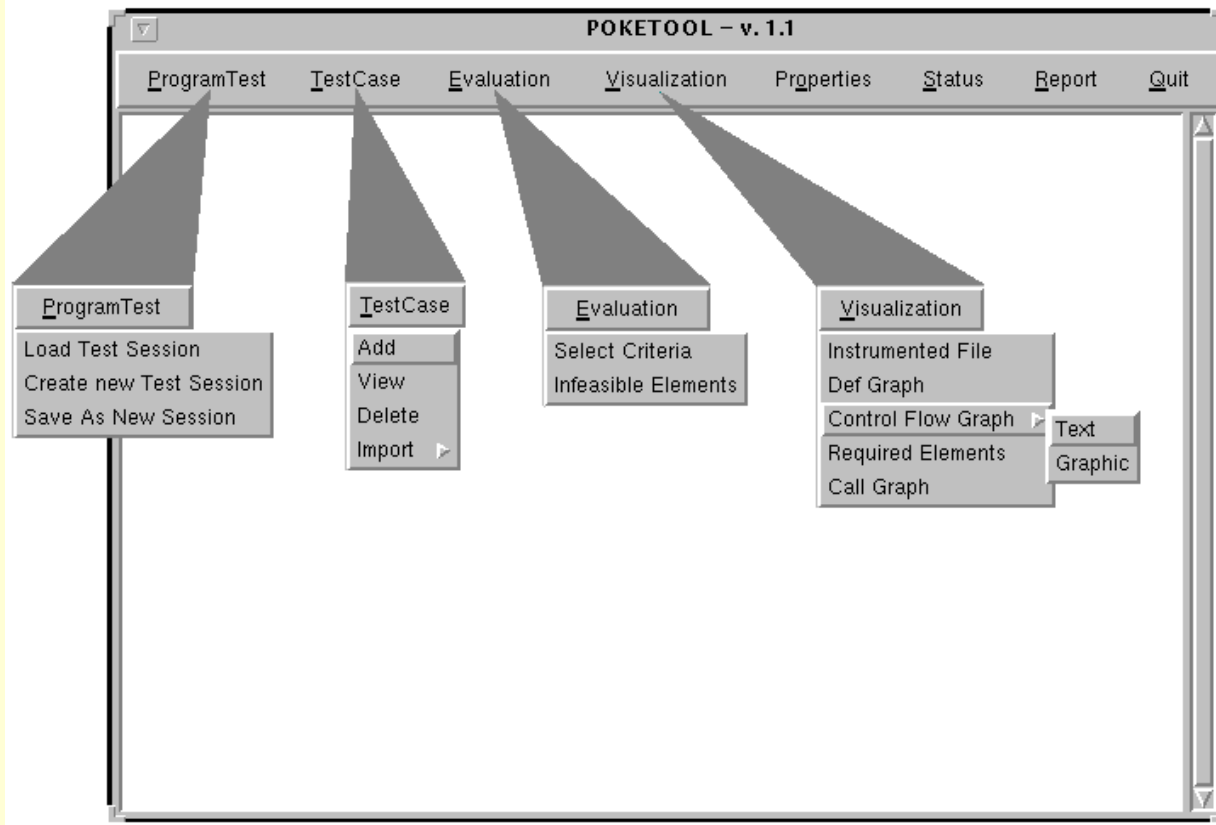 POKETOOL – v. 1.1
ProgramTest TestCase Evaluation Visualization Properties Status Report Quit
ProgramTest
Load Test Session
Create new Test Session
Save As New Session
TestCase
Add
View
Delete
Import
Evaluation
Select Criteria
Infeasible Elements
Visualization
Instrumented File
Def Graph
Control Flow Graph
Required Elements
Call Graph
Text
Graphic